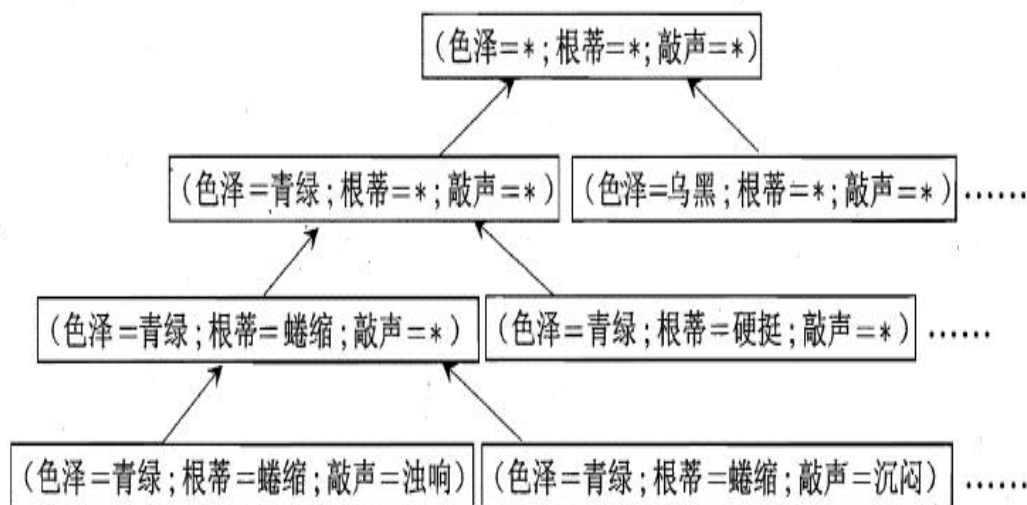 (色泽=*;根蒂=*;敲声=*)
(色泽=青绿;根蒂=*;敲声=*) (色泽=乌黑;根蒂=*;敲声=*) ······
(色泽=青绿;根蒂=蜷缩;敲声=*) (色泽=青绿;根蒂=硬挺;敲声=*) ······
(色泽=青绿;根蒂=蜷缩;敲声=浊响) (色泽=青绿;根蒂=蜷缩;敲声=沉闷) ······